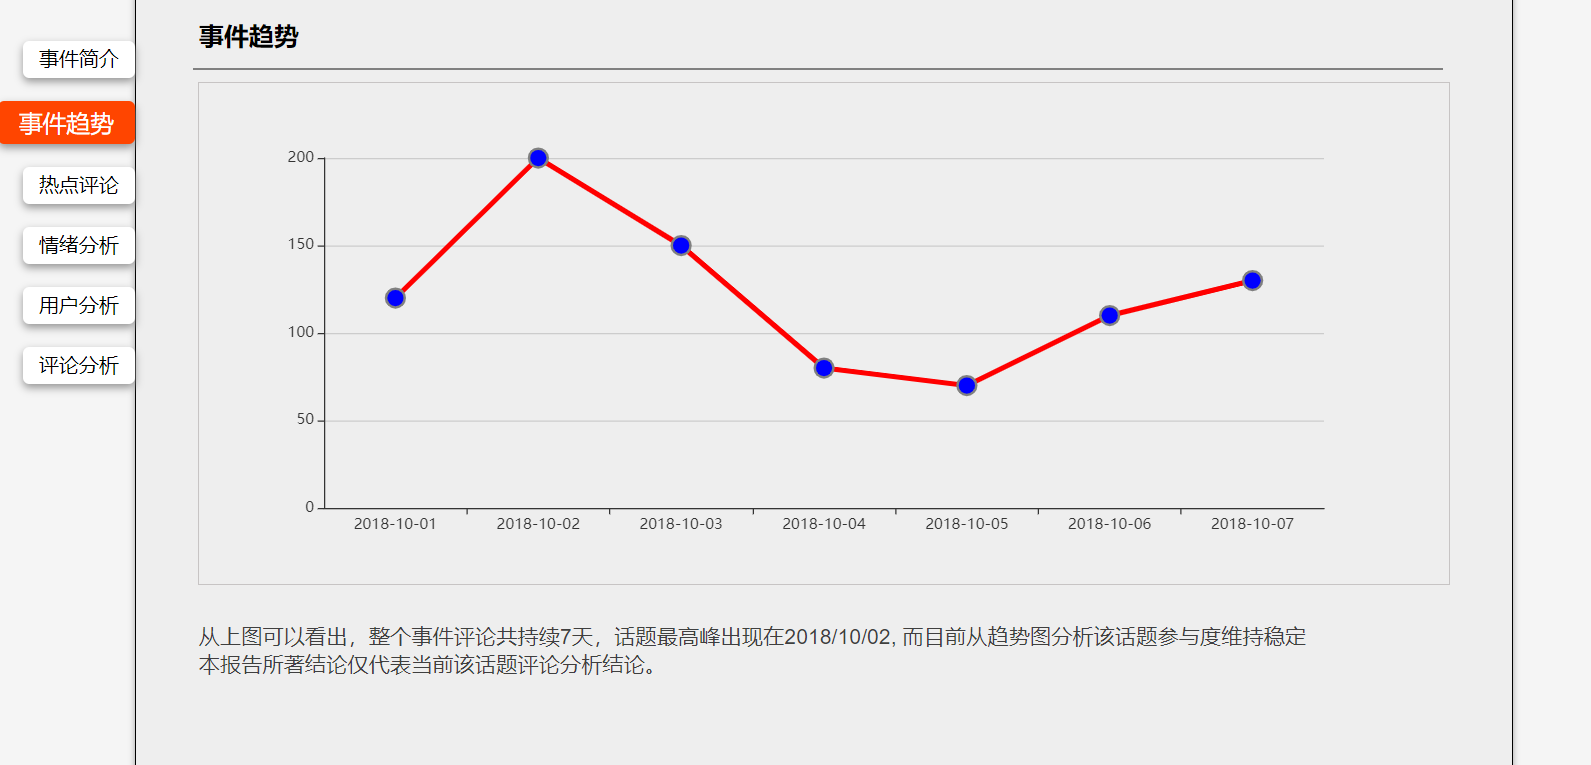 事件趋势
事件简介
事件趋势
热点评论
情绪分析
用户分析
评论分析
200
150
100
50
0
2018-10-01
2018-10-02
2018-10-03
2018-10-04
2018-10-05
2018-10-06
2018-10-07
从上图可以看出，整个事件评论共持续7天，话题最高峰出现在2018/10/02, 而目前从趋势图分析该话题参与度维持稳定
本报告所著结论仅代表当前该话题评论分析结论。